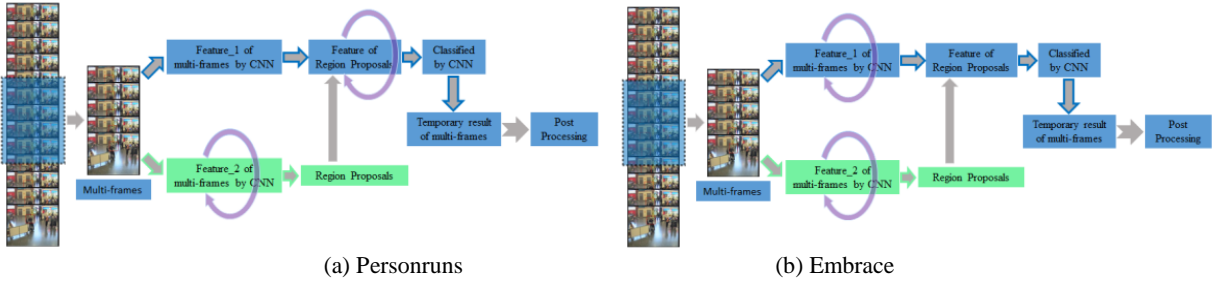 Feature_1 of
multi-frames by CNN
Feature of
Region Proposals
Classified
by CNN
Temporary result
of multi-frames
Post
Processing
Feature_2 of
multi-frames by CNN
Region Proposals
Multi-frames
(a) Personruns
Feature_1 of
multi-frames by CNN
Feature of
Region Proposals
Classified
by CNN
Temporary result
of multi-frames
Post
Processing
Feature_2 of
multi-frames by CNN
Region Proposals
Multi-frames
(b) Embrace